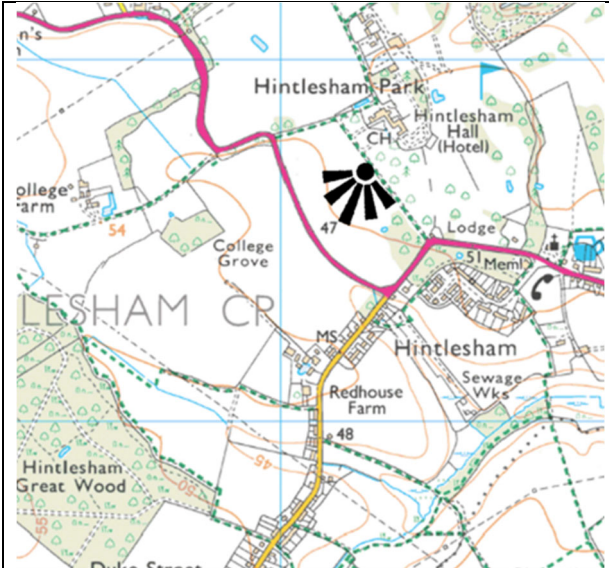 n's
Hintlesham Park
CH
Hintlesham
Hall
(Hotel)
ollege
arm
54
47
Lodge
College
Grove
51
Meml
LESHAM CP
MS
Hintlesham
Redhouse
Farm
Sewage
Wks
48
45
Hintlesham
Great Wood
50
55
Duke Street